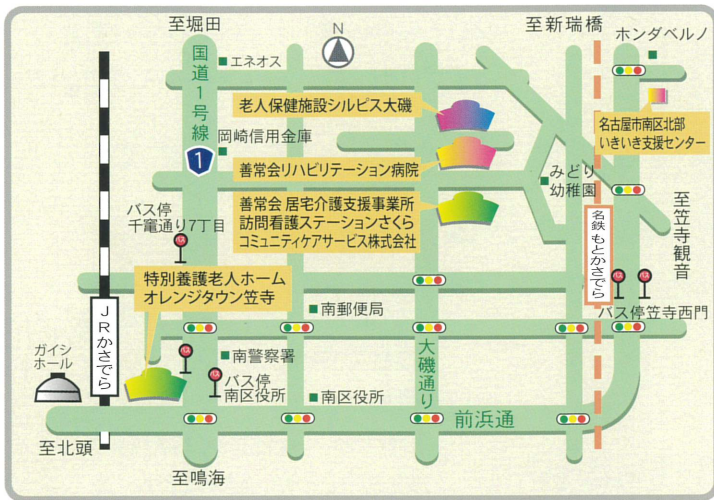 至堀田
至新瑞橋
N
ホンダベルノ
国道1号線
エネオス
老人保健施設シルピス大磯
名古屋市南区北部
いきいき支援センター
岡崎信用金庫
1
善常会リハビリテーション病院
みどり
幼稚園
善常会 居宅介護支援事業所
訪問看護ステーションさくら
コミュニティケアサービス株式会社
至笠寺観音
バス停
千竈通り7丁目
バス
名鉄 もとかさでら
特別養護老人ホーム
オレンジタウン笠寺
バス
バス
バス停笠寺西門
JRかさでら
南郵便局
ガイシ
ホール
バス
南警察署
大磯通り
バス
バス停
南区役所
南区役所
前浜通
至北頭
至鳴海